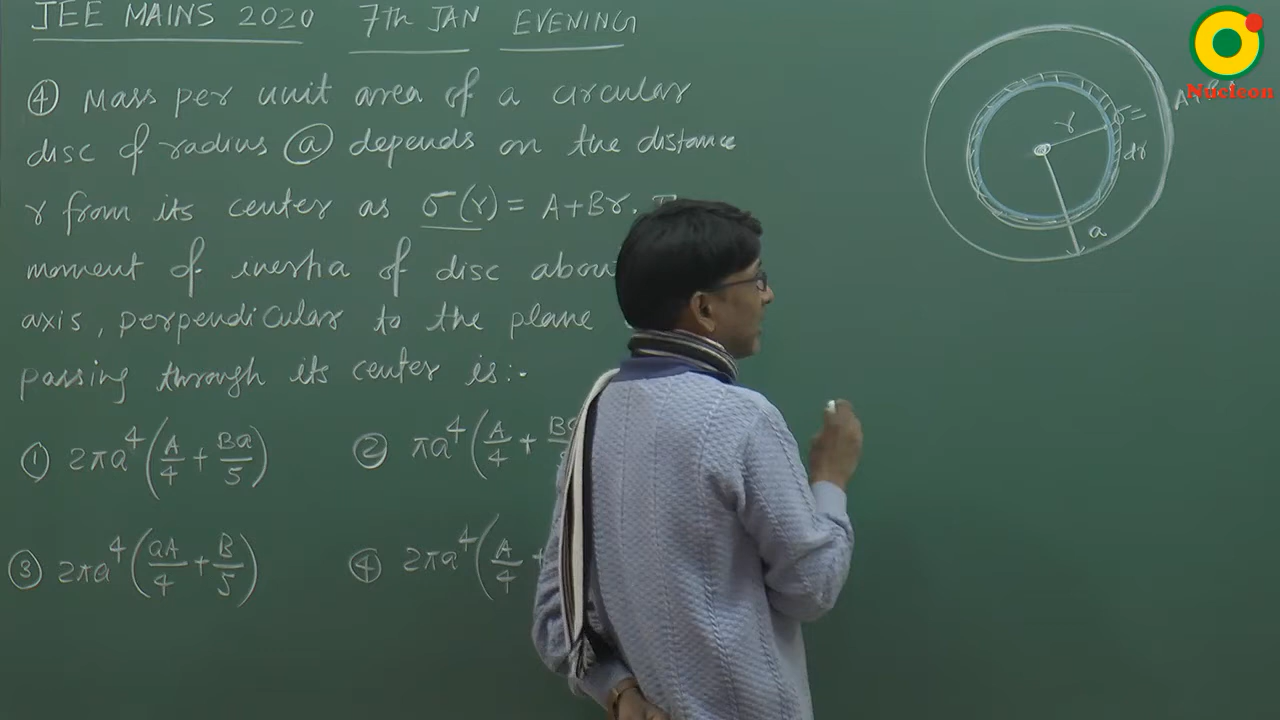 JEE MAINS 2020 7th JAN EVENING
④ Mass per unit area of a circular
disc of radius ⓐ depends on the distance
r from its center as σ(r) = A+Br.
moment of inertia of disc abou
axis, perpendicular to the plane
passing through its center is:-
① 2πa⁴(A/4 + Ba/5) ② πa⁴(A/4 +
③ 2πa⁴(aA/4 + B/5) ④ 2πa⁴(A/4 +
r
σ =
dr
a
Nucleon